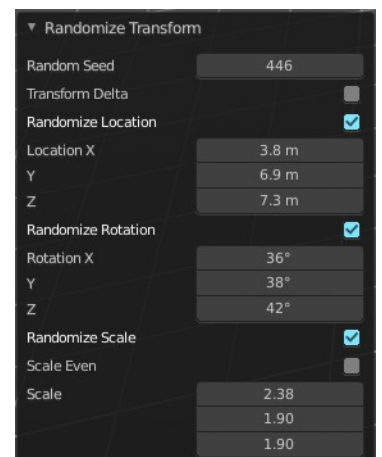 Randomize Transform
Random Seed 446
Transform Delta
Randomize Location
Location X 3.8 m
Y 6.9 m
Z 7.3 m
Randomize Rotation
Rotation X 36°
Y 38°
Z 42°
Randomize Scale
Scale Even
Scale 2.38
1.90
1.90